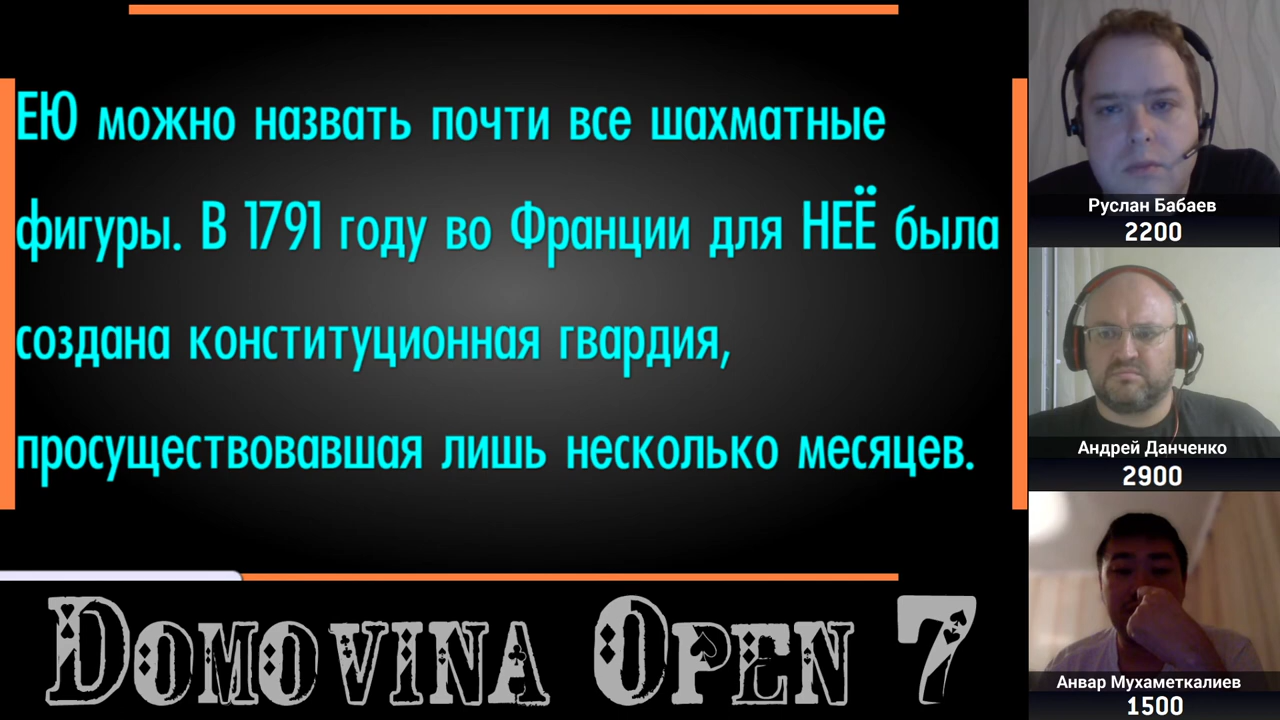 ЕЮ можно назвать почти все шахматные
фигуры. В 1791 году во Франции для НЕЁ была
создана конституционная гвардия,
просуществовавшая лишь несколько месяцев.
DOMOVINA OPEN 7
Руслан Бабаев
2200
Андрей Данченко
2900
Анвар Мухаметкалиев
1500